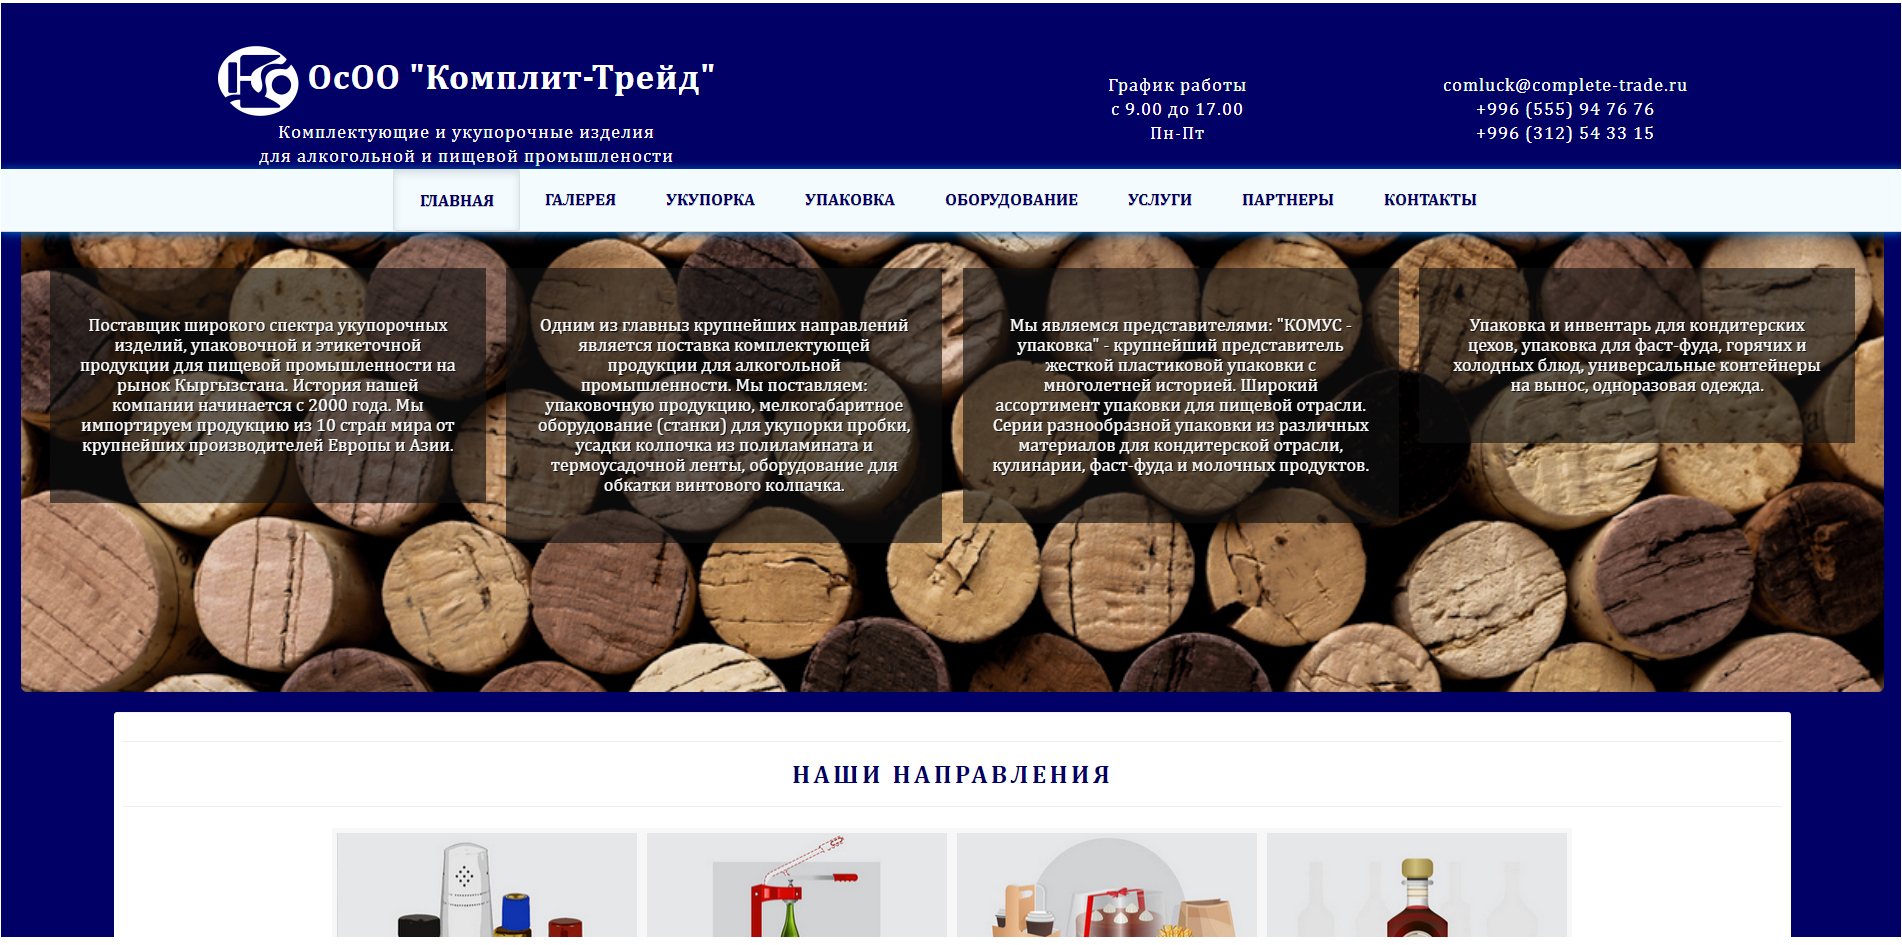 ОсОО "Комплит-Трейд"
Комплектующие и укупорочные изделия
для алкогольной и пищевой промышлености
График работы
с 9.00 до 17.00
Пн-Пт
comluck@complete-trade.ru
+996 (555) 94 76 76
+996 (312) 54 33 15
ГЛАВНАЯ ГАЛЕРЕЯ УКУПОРКА УПАКОВКА ОБОРУДОВАНИЕ УСЛУГИ ПАРТНЕРЫ КОНТАКТЫ
Поставщик широкого спектра укупорочных
изделий, упаковочной и этикеточной
продукции для пищевой промышленности на
рынок Кыргызстана. История нашей
компании начинается с 2000 года. Мы
импортируем продукцию из 10 стран мира от
крупнейших производителей Европы и Азии.
Одним из главныз крупнейших направлений
является поставка комплектующей
продукции для алкогольной
промышленности. Мы поставляем:
упаковочную продукцию, мелкогабаритное
оборудование (станки) для укупорки пробки,
усадки колпочка из полиламината и
термоусадочной ленты, оборудование для
обкатки винтового колпачка.
Мы являемся представителями: "КОМУС -
упаковка" - крупнейший представитель
жесткой пластиковой упаковки с
многолетней историей. Широкий
ассортимент упаковки для пищевой отрасли.
Серии разнообразной упаковки из различных
материалов для кондитерской отрасли,
кулинарии, фаст-фуда и молочных продуктов.
Упаковка и инвентарь для кондитерских
цехов, упаковка для фаст-фуда, горячих и
холодных блюд, универсальные контейнеры
на вынос, одноразовая одежда.
НАШИ НАПРАВЛЕНИЯ